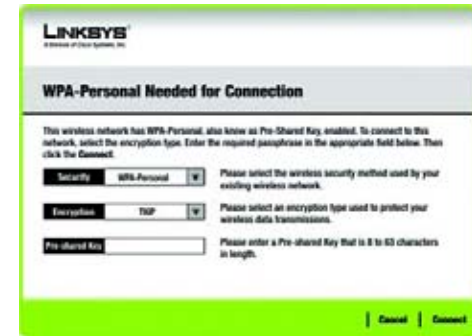 LINKSYS®
A Division of Cisco Systems, Inc.
WPA-Personal Needed for Connection
This wireless network has WPA-Personal, also know as Pre-Shared Key, enabled. To connect to this
network, select the encryption type. Enter the required passphrase in the appropriate field below. Then
click the Connect.
Security WPA-Personal Please select the wireless security method used by your
existing wireless network.
Encryption TKIP Please select an encryption type used to protect your
wireless data transmissions.
Pre-shared Key Please enter a Pre-shared Key that is 8 to 63 characters
in length.
Cancel Connect